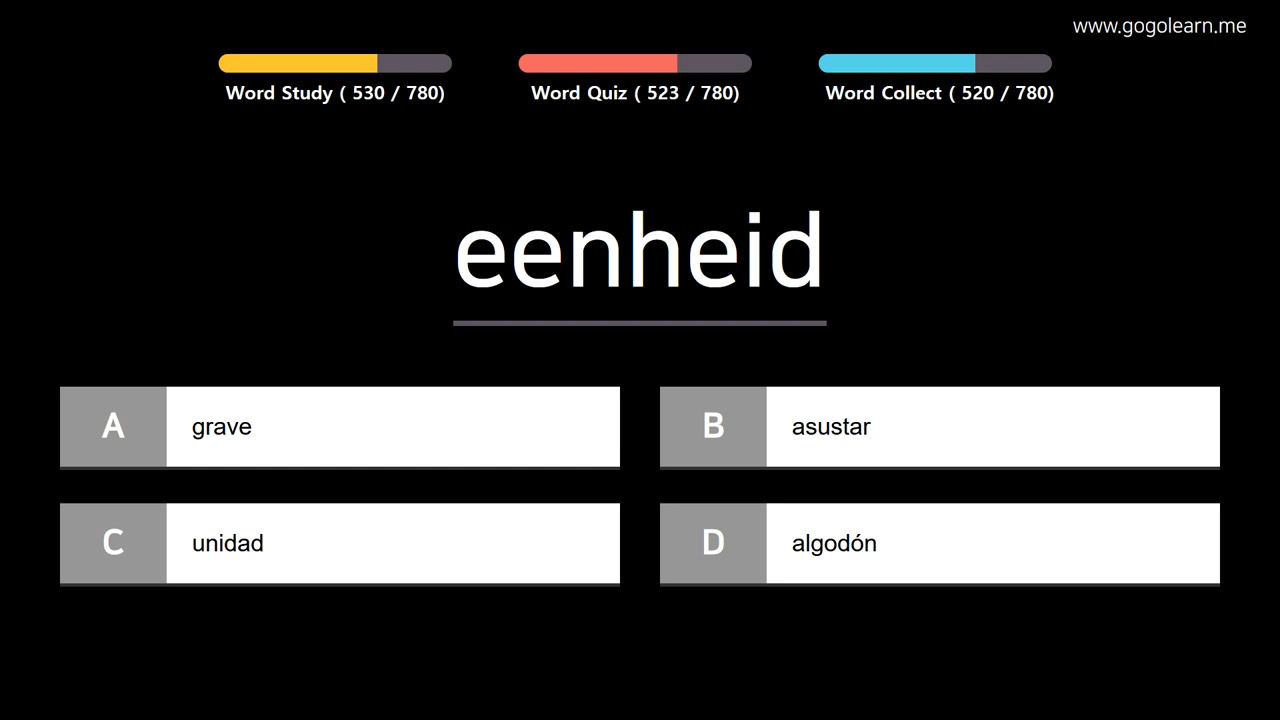 www.gogolearn.me
Word Study ( 530 / 780)
Word Quiz ( 523 / 780)
Word Collect ( 520 / 780)
eenheid
A grave
B asustar
C unidad
D algodón